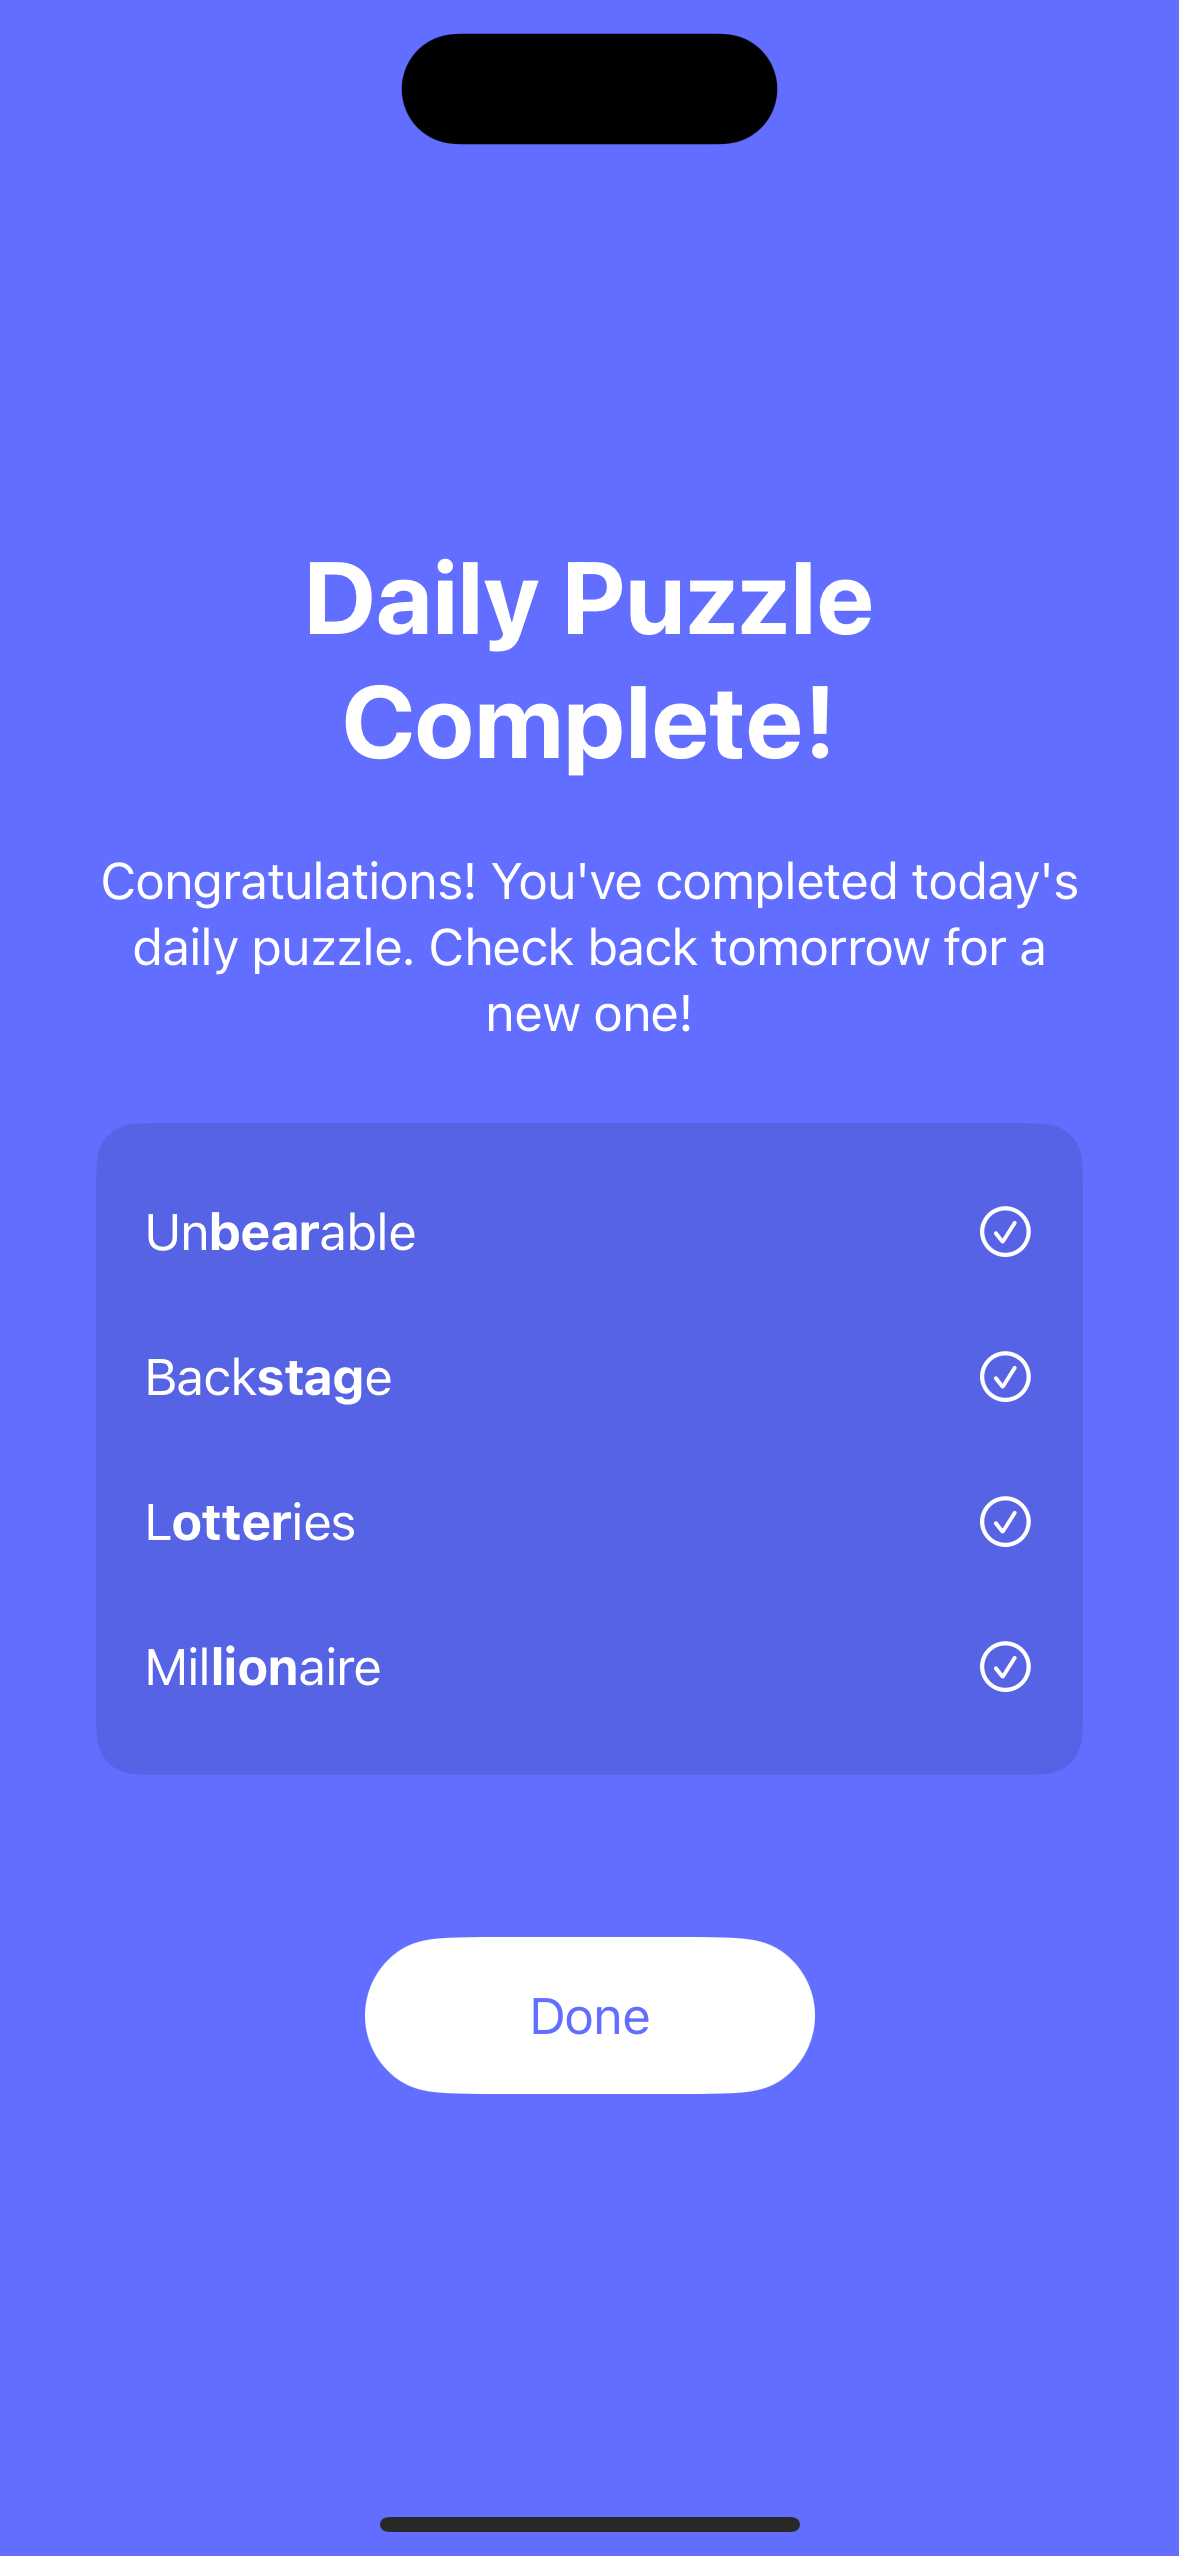 Daily Puzzle
Complete!
Congratulations! You've completed today's
daily puzzle. Check back tomorrow for a
new one!
Unbearable
Backstage
Lotteries
Millionaire
Done